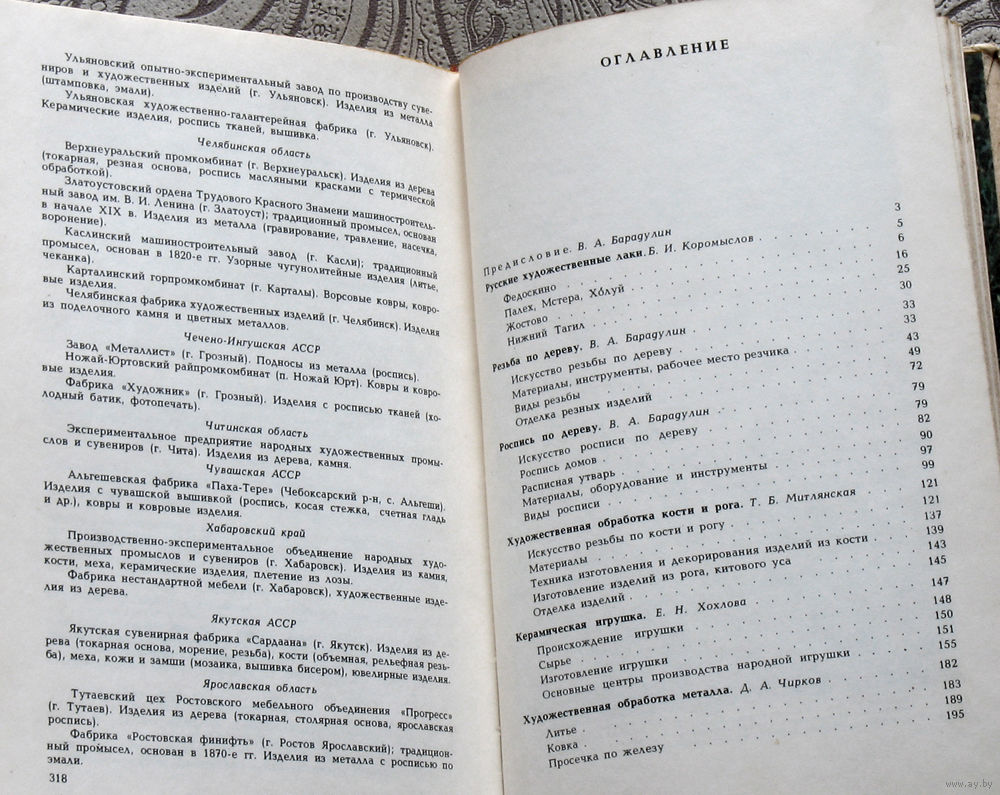 Ульяновский опытно-экспериментальный завод по производству суве-
ниров и художественных изделий (г. Ульяновск). Изделия из металла
(штамповка, эмали).
Ульяновская художественно-галантерейная фабрика (г. Ульяновск).
Керамические изделия, роспись тканей, вышивка.
Челябинская область
Верхнеуральский промкомбинат (г. Верхнеуральск). Изделия из дерева
(токарная, резная основа, роспись масляными красками с термической
обработкой).
Златоустовский ордена Трудового Красного Знамени машинострoитель-
ный завод им. В. И. Ленина (г. Златоуст); традиционный промысел, основан
в начале XIX в. Изделия из металла (гравирование, травление, насечка,
воронение).
Каслинский машиностроительный завод (г. Касли); традиционный
промысел, основан в 1820-е гг. Узорные чугунолитейные изделия (литье,
чеканка).
Карталинский горпромкомбинат (г. Карталы). Ворсовые ковры, ковро-
вые изделия.
Челябинская фабрика художественных изделий (г. Челябинск). Изделия
из поделочного камня и цветных металлов.
Чечено-Ингушская АССР
Завод «Металлист» (г. Грозный). Подносы из металла (роспись).
Ножай-Юртовский райпромкомбинат (п. Ножай Юрт). Ковры и ковро-
вые изделия.
Фабрика «Художник» (г. Грозный). Изделия с росписью тканей (хо-
лодный батик, фотопечать).
Читинская область
Экспериментальное предприятие народных художественных промы-
слов и сувениров (г. Чита). Изделия из дерева, камня.
Чувашская АССР
Альгешевская фабрика «Паха-Тере» (Чебоксарский р-н, с. Альгеши).
Изделия с чувашской вышивкой (роспись, косая стежка, счетная гладь
и др.), ковры и ковровые изделия.
Хабаровский край
Производственно-экспериментальное объединение народных худо-
жественных промыслов и сувениров (г. Хабаровск). Изделия из камня,
кости, меха, керамические изделия, плетение из лозы.
Фабрика нестандартной мебели (г. Хабаровск), художественные изде-
лия из дерева.
Якутская АССР
Якутская сувенирная фабрика «Сардаана» (г. Якутск). Изделия из де-
рева (токарная основа, морение, резьба), кости (объемная, рельефная резь-
ба), меха, кожи и замши (мозаика, вышивка бисером), ювелирные изделия.
Ярославская область
Тутаевский цех Ростовского мебельного объединения «Прогресс»
(г. Тутаев). Изделия из дерева (токарная, столярная основа, ярославская
роспись).
Фабрика «Ростовская финифть» (г. Ростов Ярославский); традицион-
ный промысел, основан в 1870-е гг. Изделия из металла с росписью по
эмали.
318
ОГЛАВЛЕНИЕ
Предисловие. В. А. Барадулин 3
Русские художественные лаки. Б. И. Коромыслов 5
Федоскино 6
Палех, Мстера, Холуй 16
Жостово 25
Нижний Тагил 30
Резьба по дереву. В. А. Барадулин 33
Искусство резьбы по дереву 33
Материалы, инструменты, рабочее место резчика 43
Виды резьбы 49
Отделка резных изделий 72
Роспись по дереву. В. А. Барадулин 79
Искусство росписи по дереву 79
Роспись домов 82
Расписная утварь 90
Материалы, оборудование и инструменты 97
Виды росписи 99
Художественная обработка кости и рога. Т. Б. Митлянская 121
Искусство резьбы по кости и рогу 121
Материалы 137
Техника изготовления и декорирования изделий из кости 139
Изготовление изделий из рога, китового уса 143
Отделка изделий 145
Керамическая игрушка. Е. Н. Хохлова 147
Происхождение игрушки 148
Сырье 150
Изготовление игрушки 151
Основные центры производства народной игрушки 155
Художественная обработка металла. Д. А. Чирков 182
Литье 183
Ковка 189
Просечка по железу 195
www.ay.by